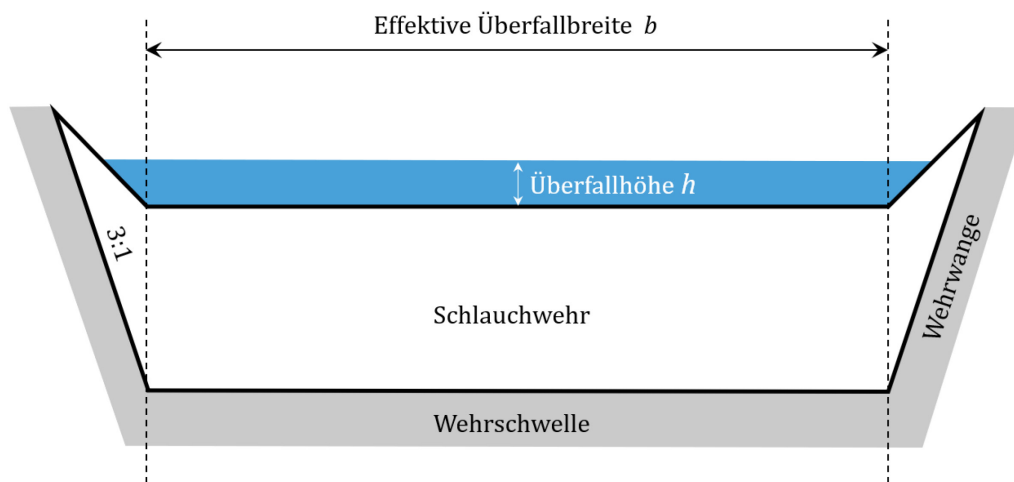 Effektive Überfallbreite b
Überfallhöhe h
3:1
Schlauchwehr
Wehrwange
Wehrschwelle